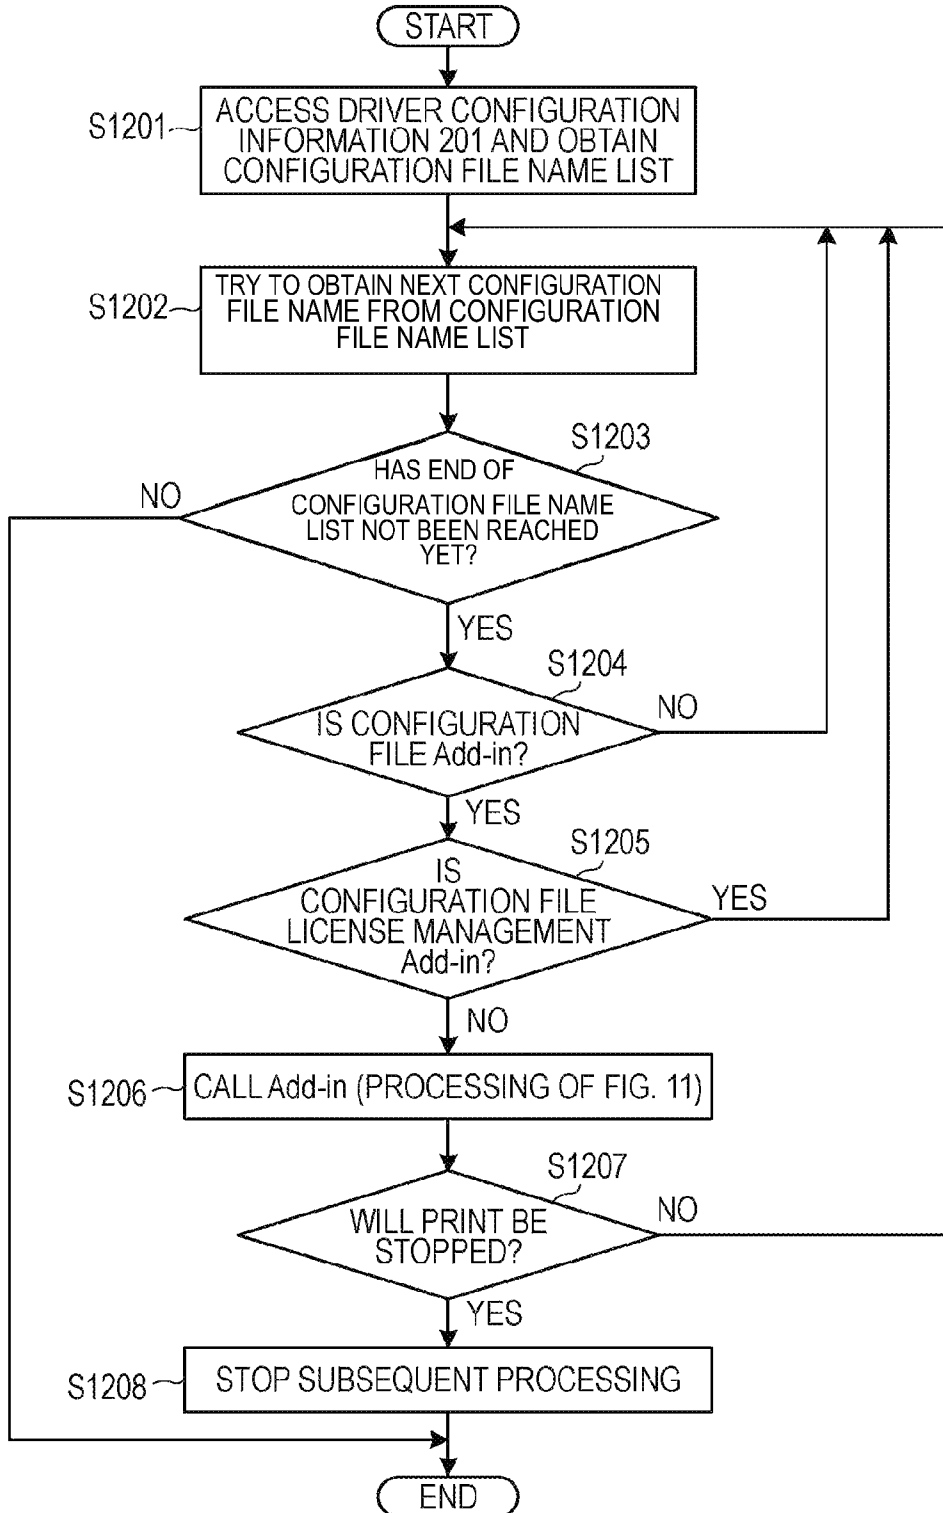 START
S1201
ACCESS DRIVER CONFIGURATION
INFORMATION 201 AND OBTAIN
CONFIGURATION FILE NAME LIST
S1202
TRY TO OBTAIN NEXT CONFIGURATION
FILE NAME FROM CONFIGURATION
FILE NAME LIST
S1203
HAS END OF
CONFIGURATION FILE NAME
LIST NOT BEEN REACHED
YET?
NO
YES
S1204
IS CONFIGURATION
FILE Add-in?
NO
YES
S1205
IS
CONFIGURATION FILE
LICENSE MANAGEMENT
Add-in?
YES
NO
S1206
CALL Add-in (PROCESSING OF FIG. 11)
S1207
WILL PRINT BE
STOPPED?
NO
YES
S1208
STOP SUBSEQUENT PROCESSING
END